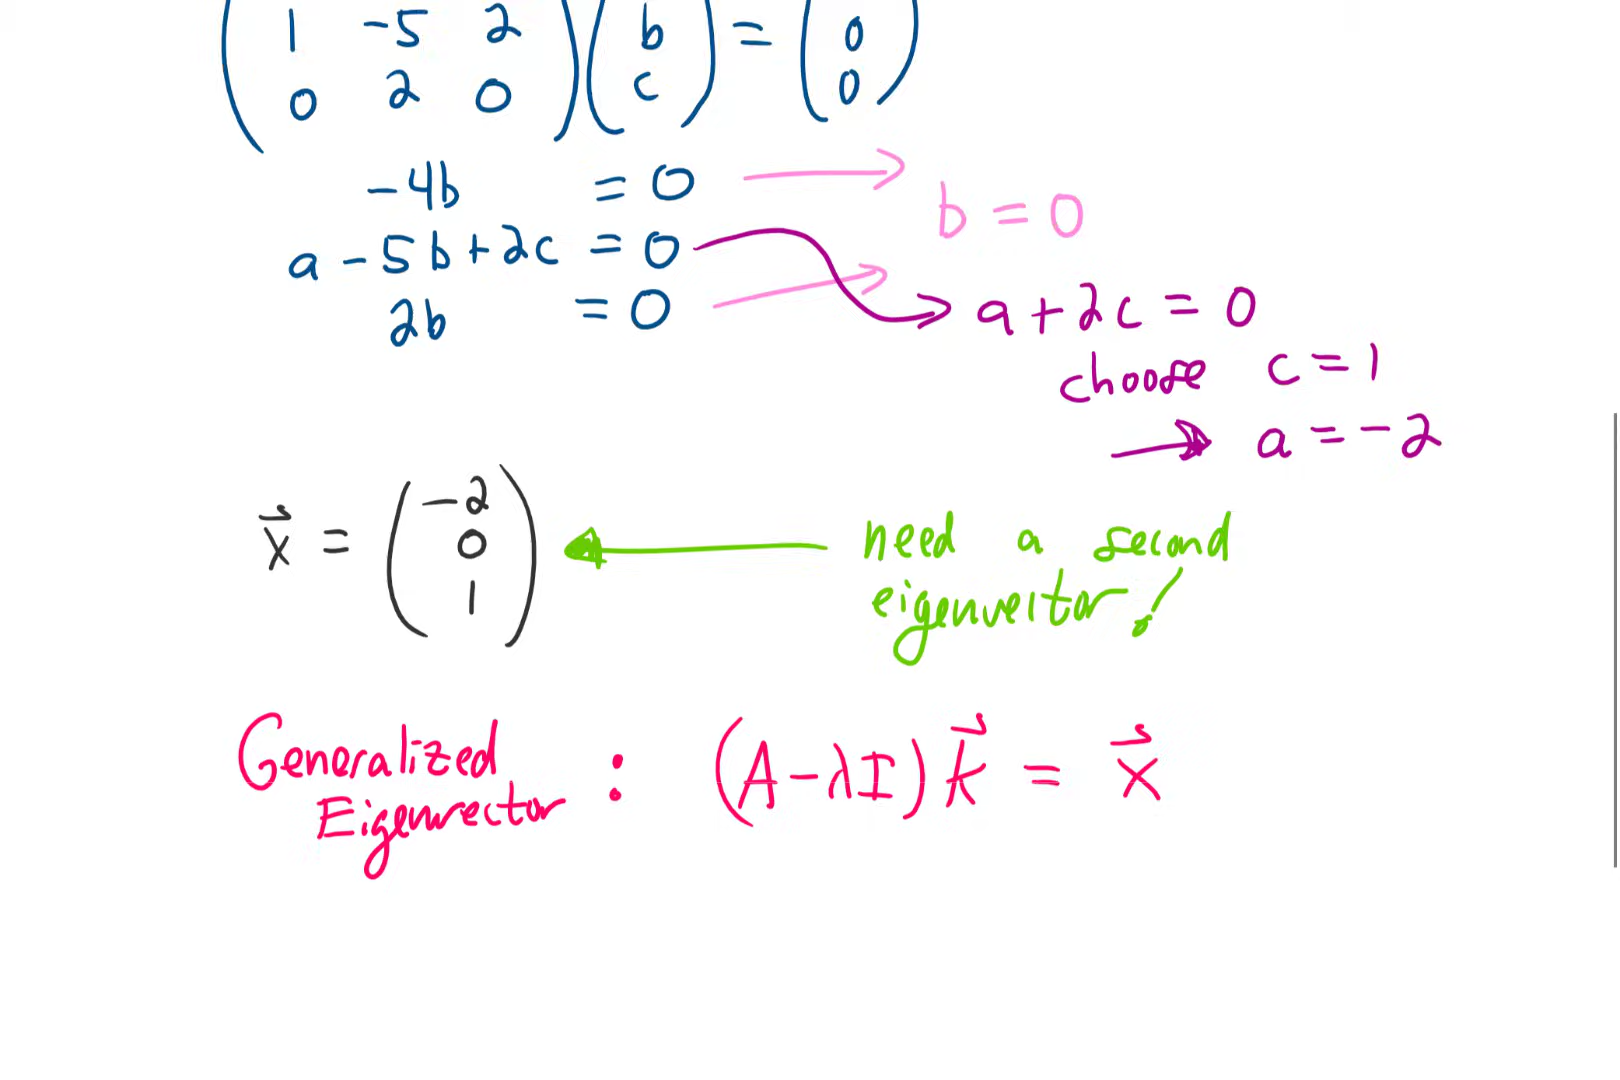 1 -5 2 b = 0
0 2 0 c 0
-4b = 0
b = 0
a - 5b + 2c = 0
2b = 0
a + 2c = 0
choose c = 1
a = -2
x = -2
0
1
need a second
eigenvector!
Generalized
Eigenvector : (A - λI) k = x